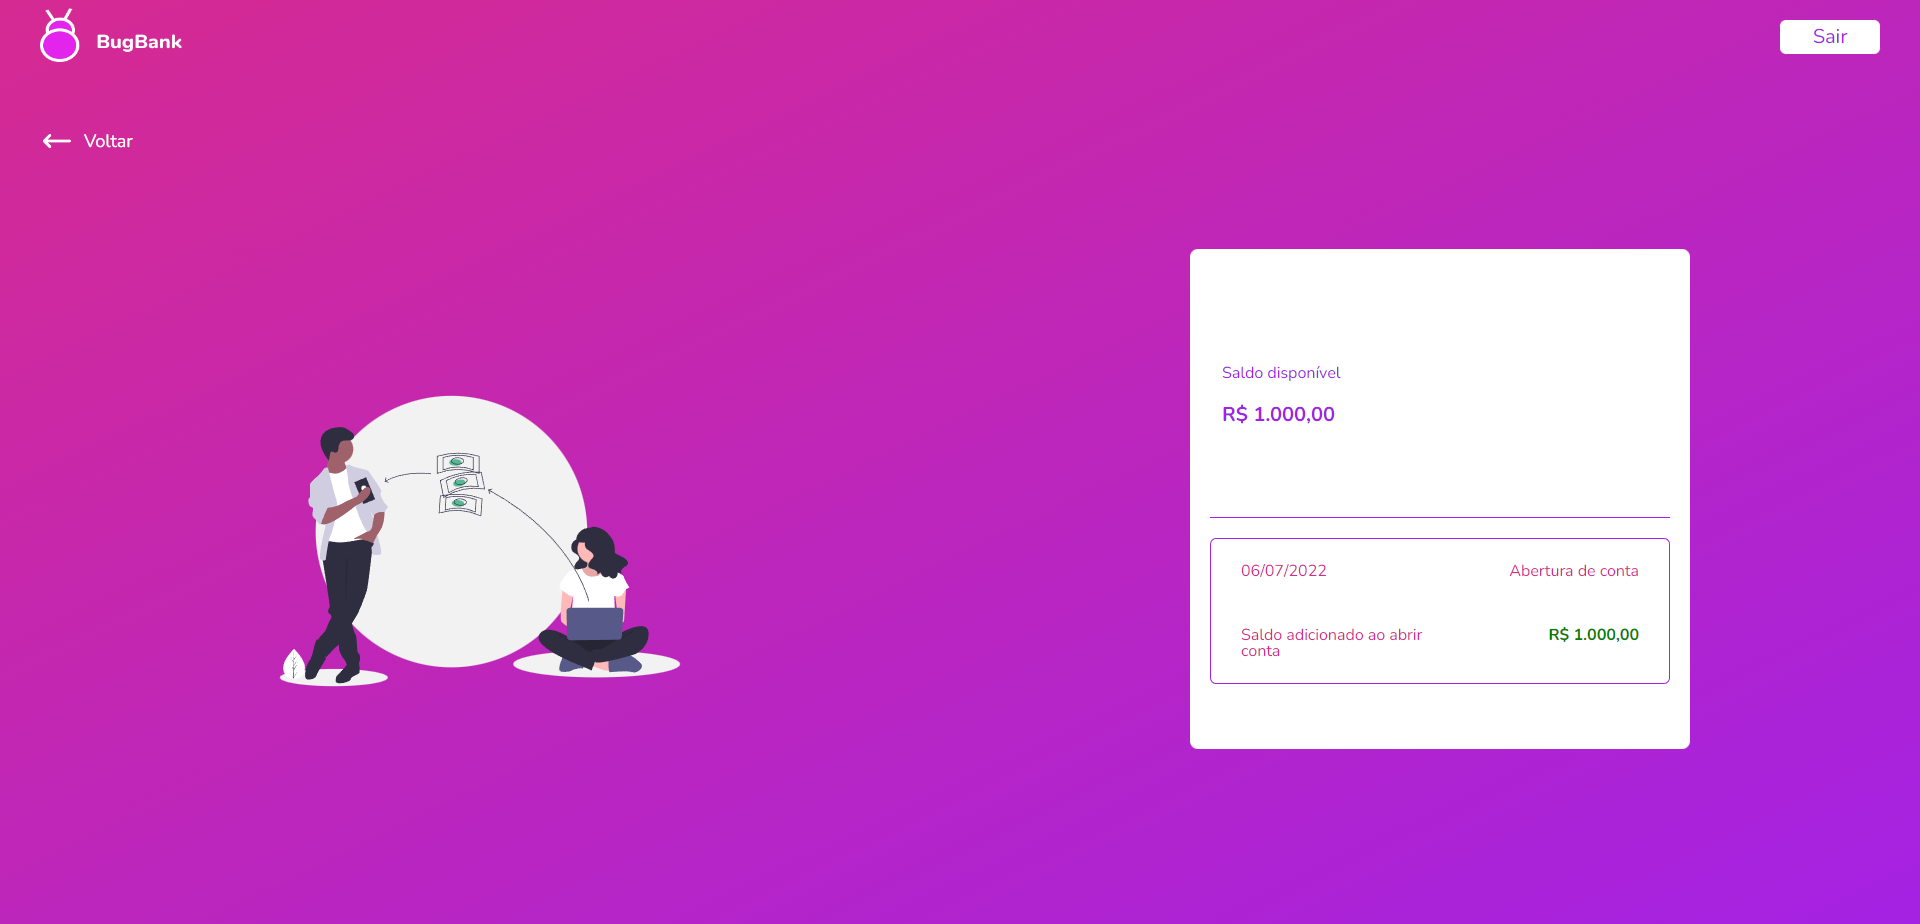 BugBank
Sair
Voltar
Saldo disponível
R$ 1.000,00
06/07/2022
Abertura de conta
Saldo adicionado ao abrir
conta
R$ 1.000,00